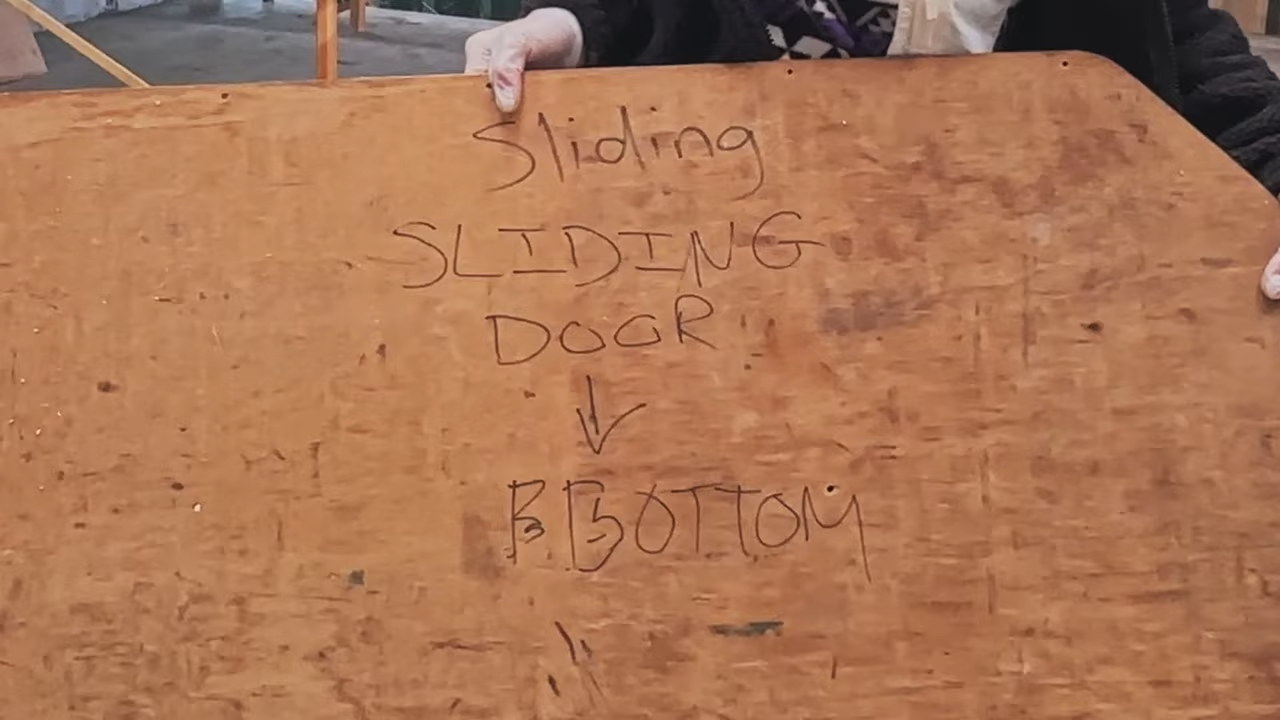 Sliding
SLIDING
DOOR
↓
B BOTTOM